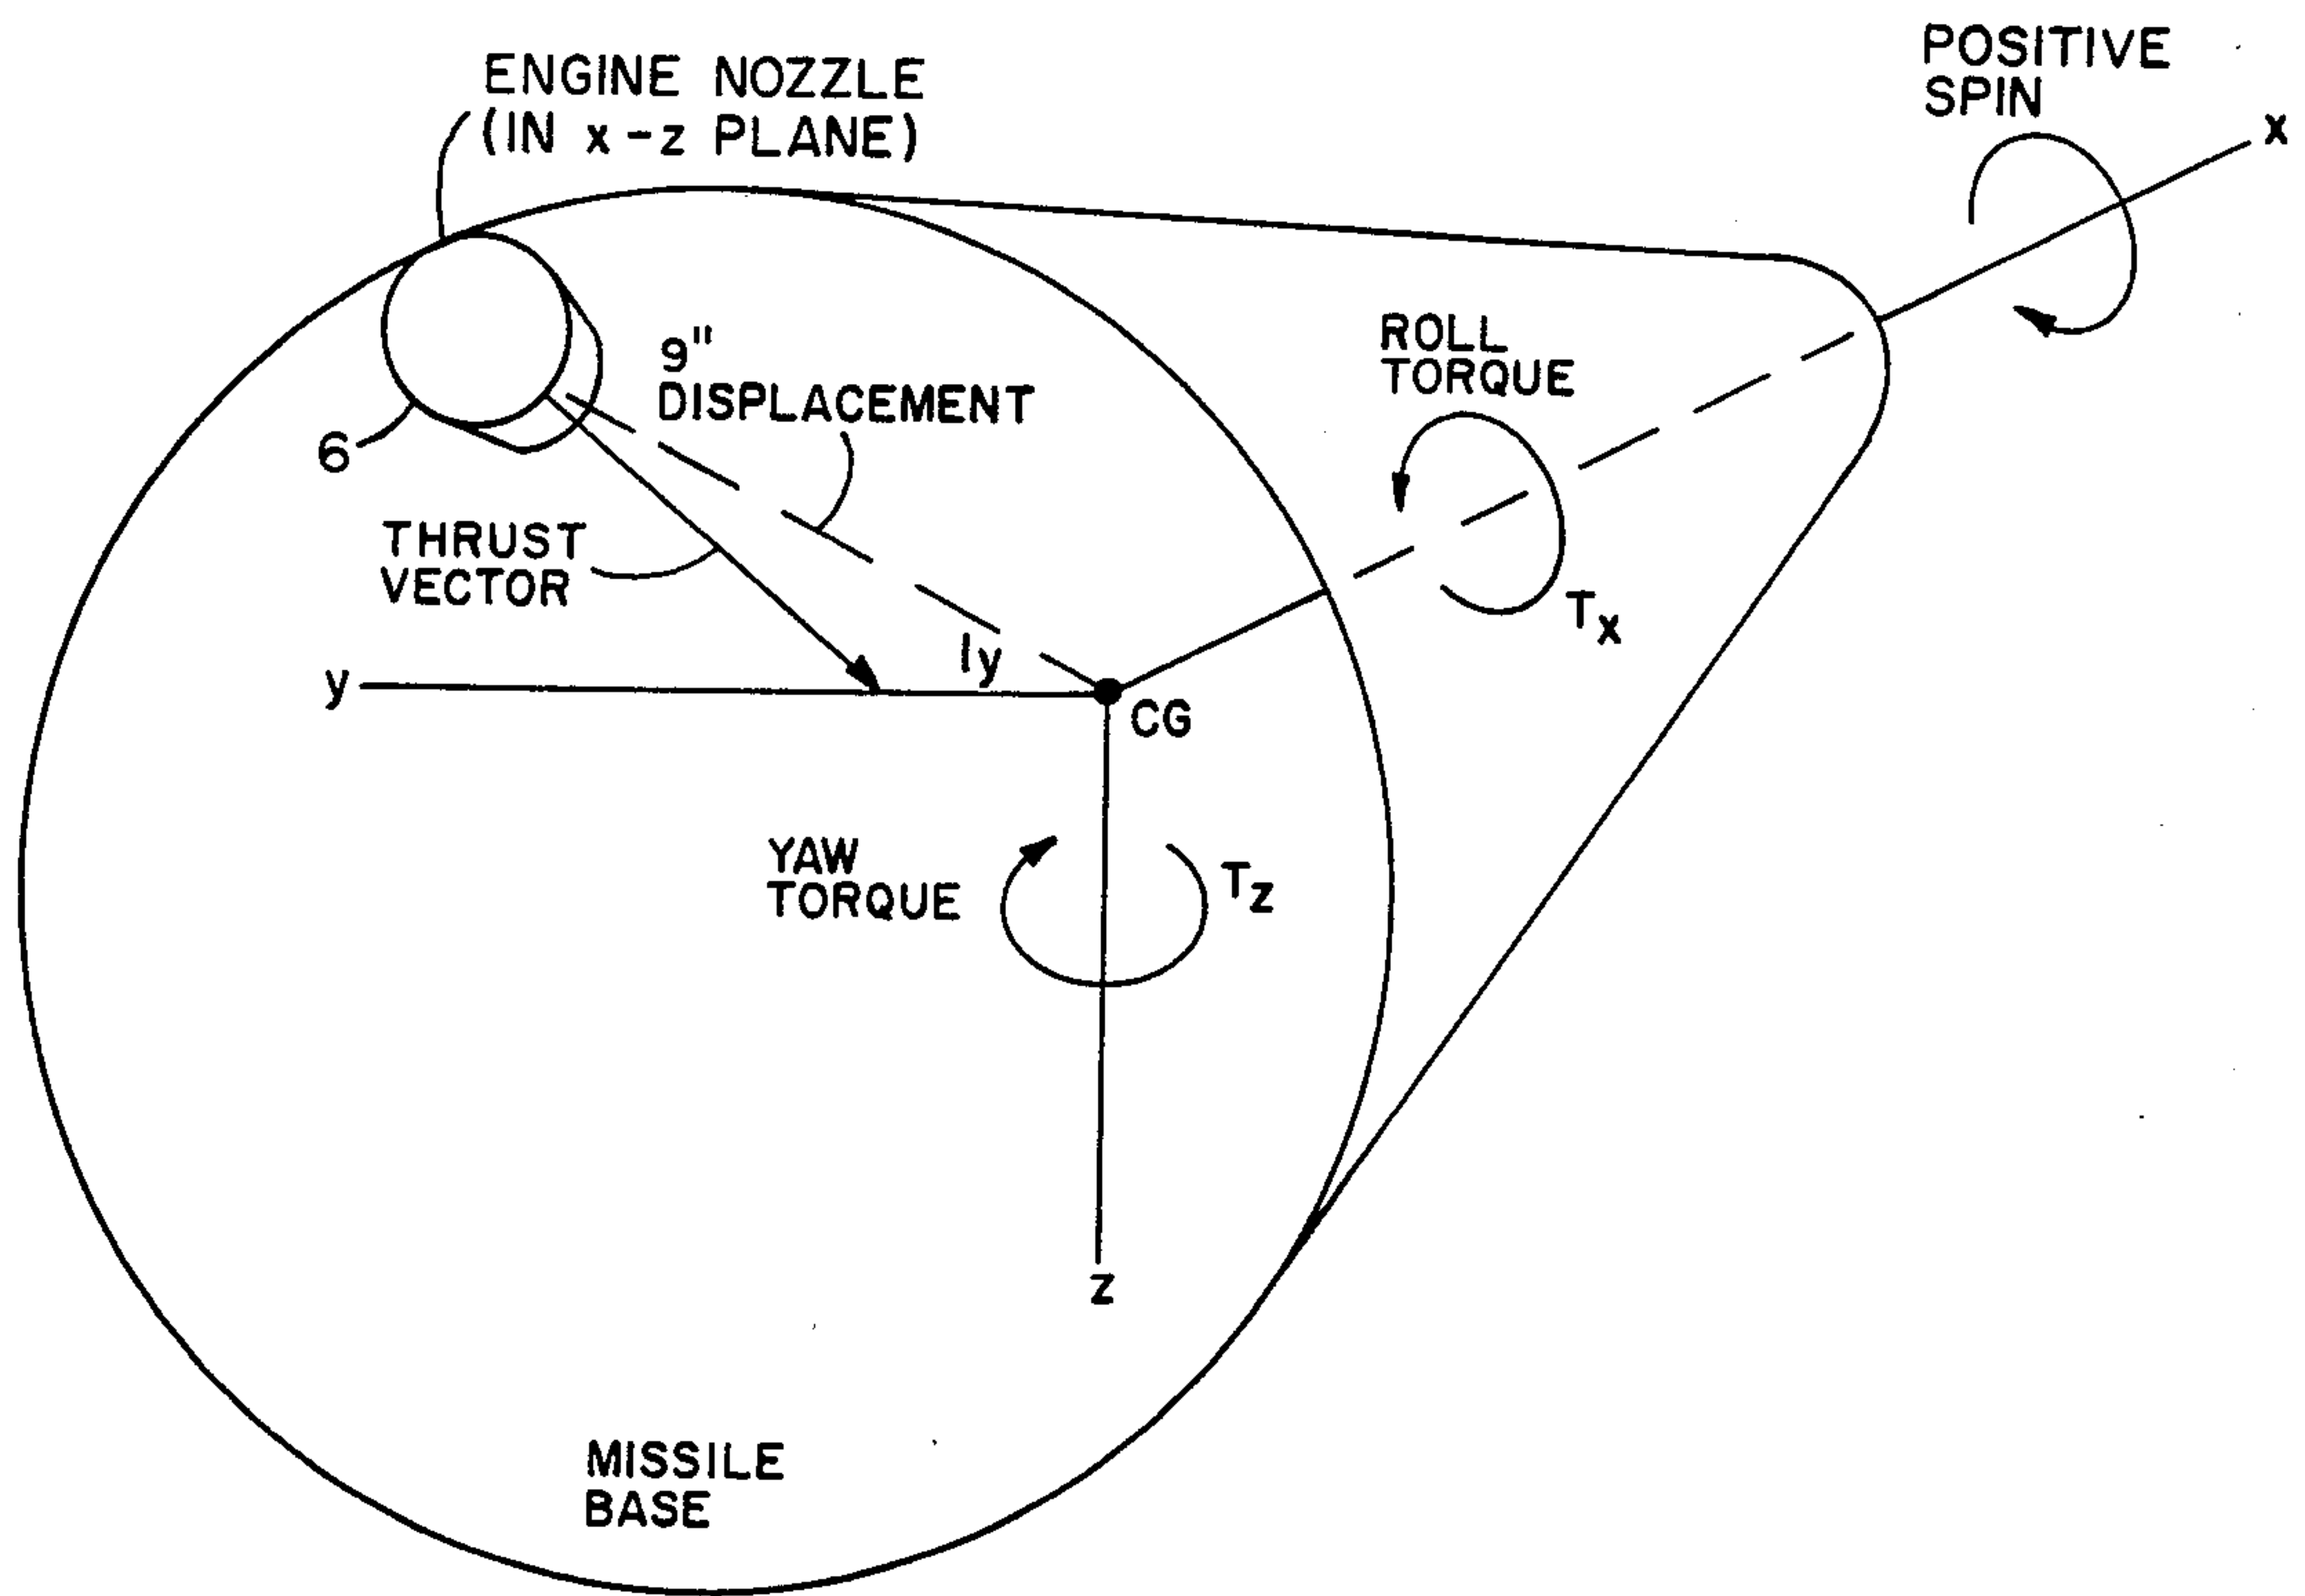 ENGINE NOZZLE
(IN x-z PLANE)
POSITIVE
SPIN
x
9"
DISPLACEMENT
ROLL
TORQUE
6
THRUST
VECTOR
Tx
ly
y
CG
YAW
TORQUE
Tz
z
MISSILE
BASE